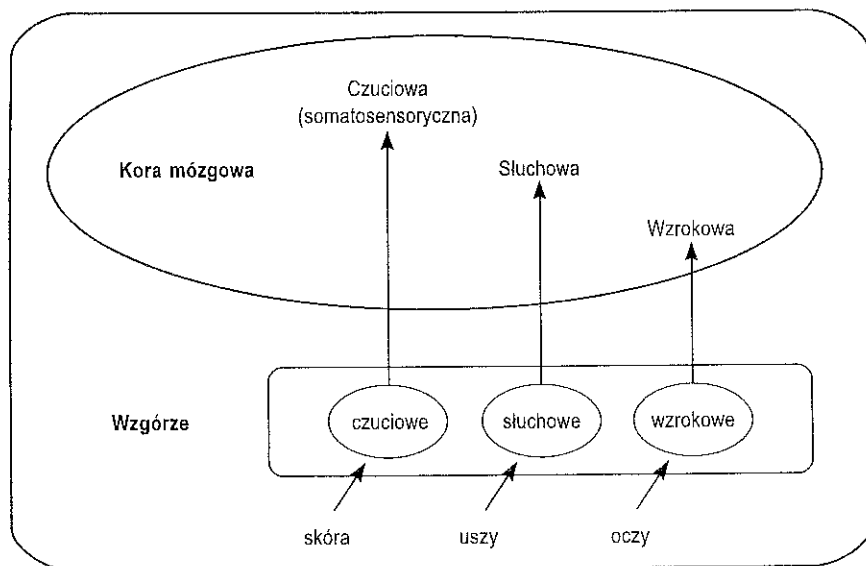 Czuciowa
(somatosensoryczna)
Kora mózgowa
Słuchowa
Wzrokowa
Wzgórze
czuciowe
słuchowe
wzrokowe
skóra
uszy
oczy